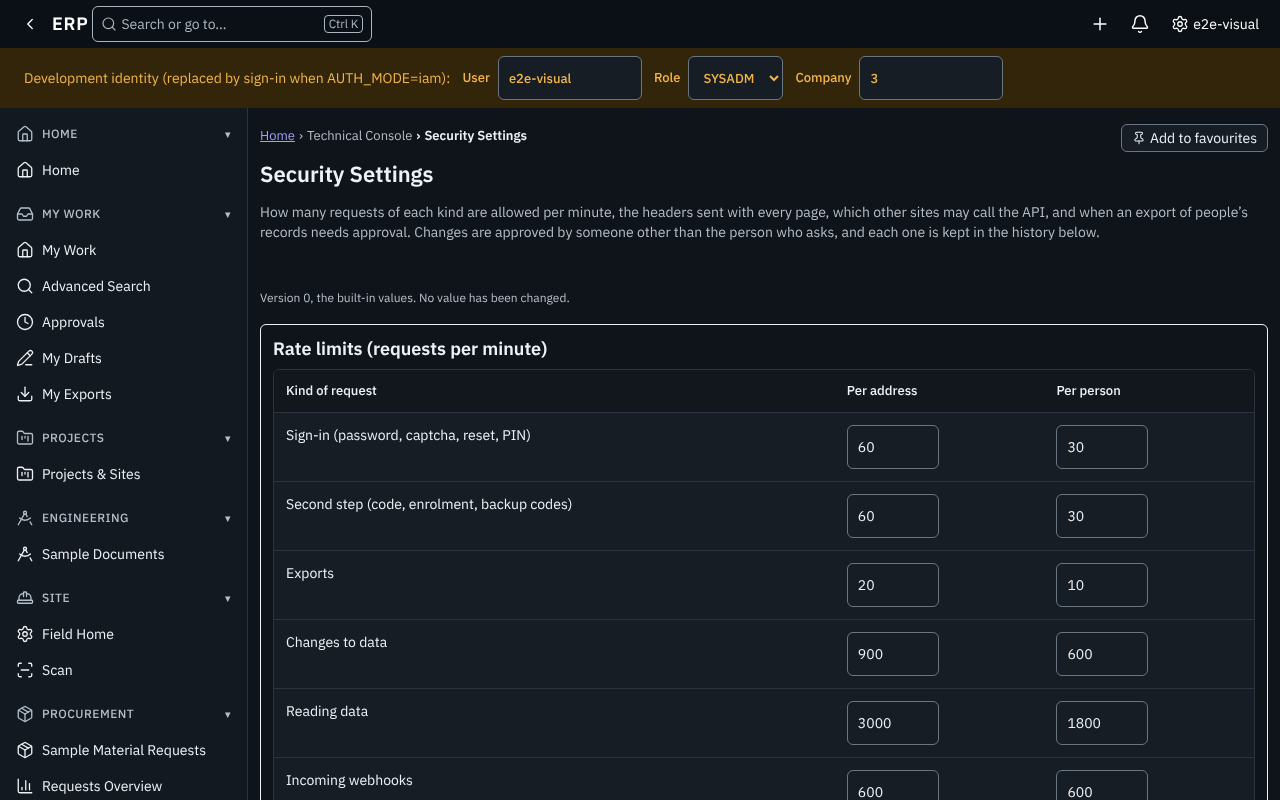 ERP
Search or go to...
Ctrl K
e2e-visual
Development identity (replaced by sign-in when AUTH_MODE=iam):
User
e2e-visual
Role
SYSADM
Company
3
HOME
Home
MY WORK
My Work
Advanced Search
Approvals
My Drafts
My Exports
PROJECTS
Projects & Sites
ENGINEERING
Sample Documents
SITE
Field Home
Scan
PROCUREMENT
Sample Material Requests
Requests Overview
Home › Technical Console › Security Settings
Add to favourites
Security Settings
How many requests of each kind are allowed per minute, the headers sent with every page, which other sites may call the API, and when an export of people’s
records needs approval. Changes are approved by someone other than the person who asks, and each one is kept in the history below.
Version 0, the built-in values. No value has been changed.
Rate limits (requests per minute)
Kind of request Per address Per person
Sign-in (password, captcha, reset, PIN) 60 30
Second step (code, enrolment, backup codes) 60 30
Exports 20 10
Changes to data 900 600
Reading data 3000 1800
Incoming webhooks 600 600